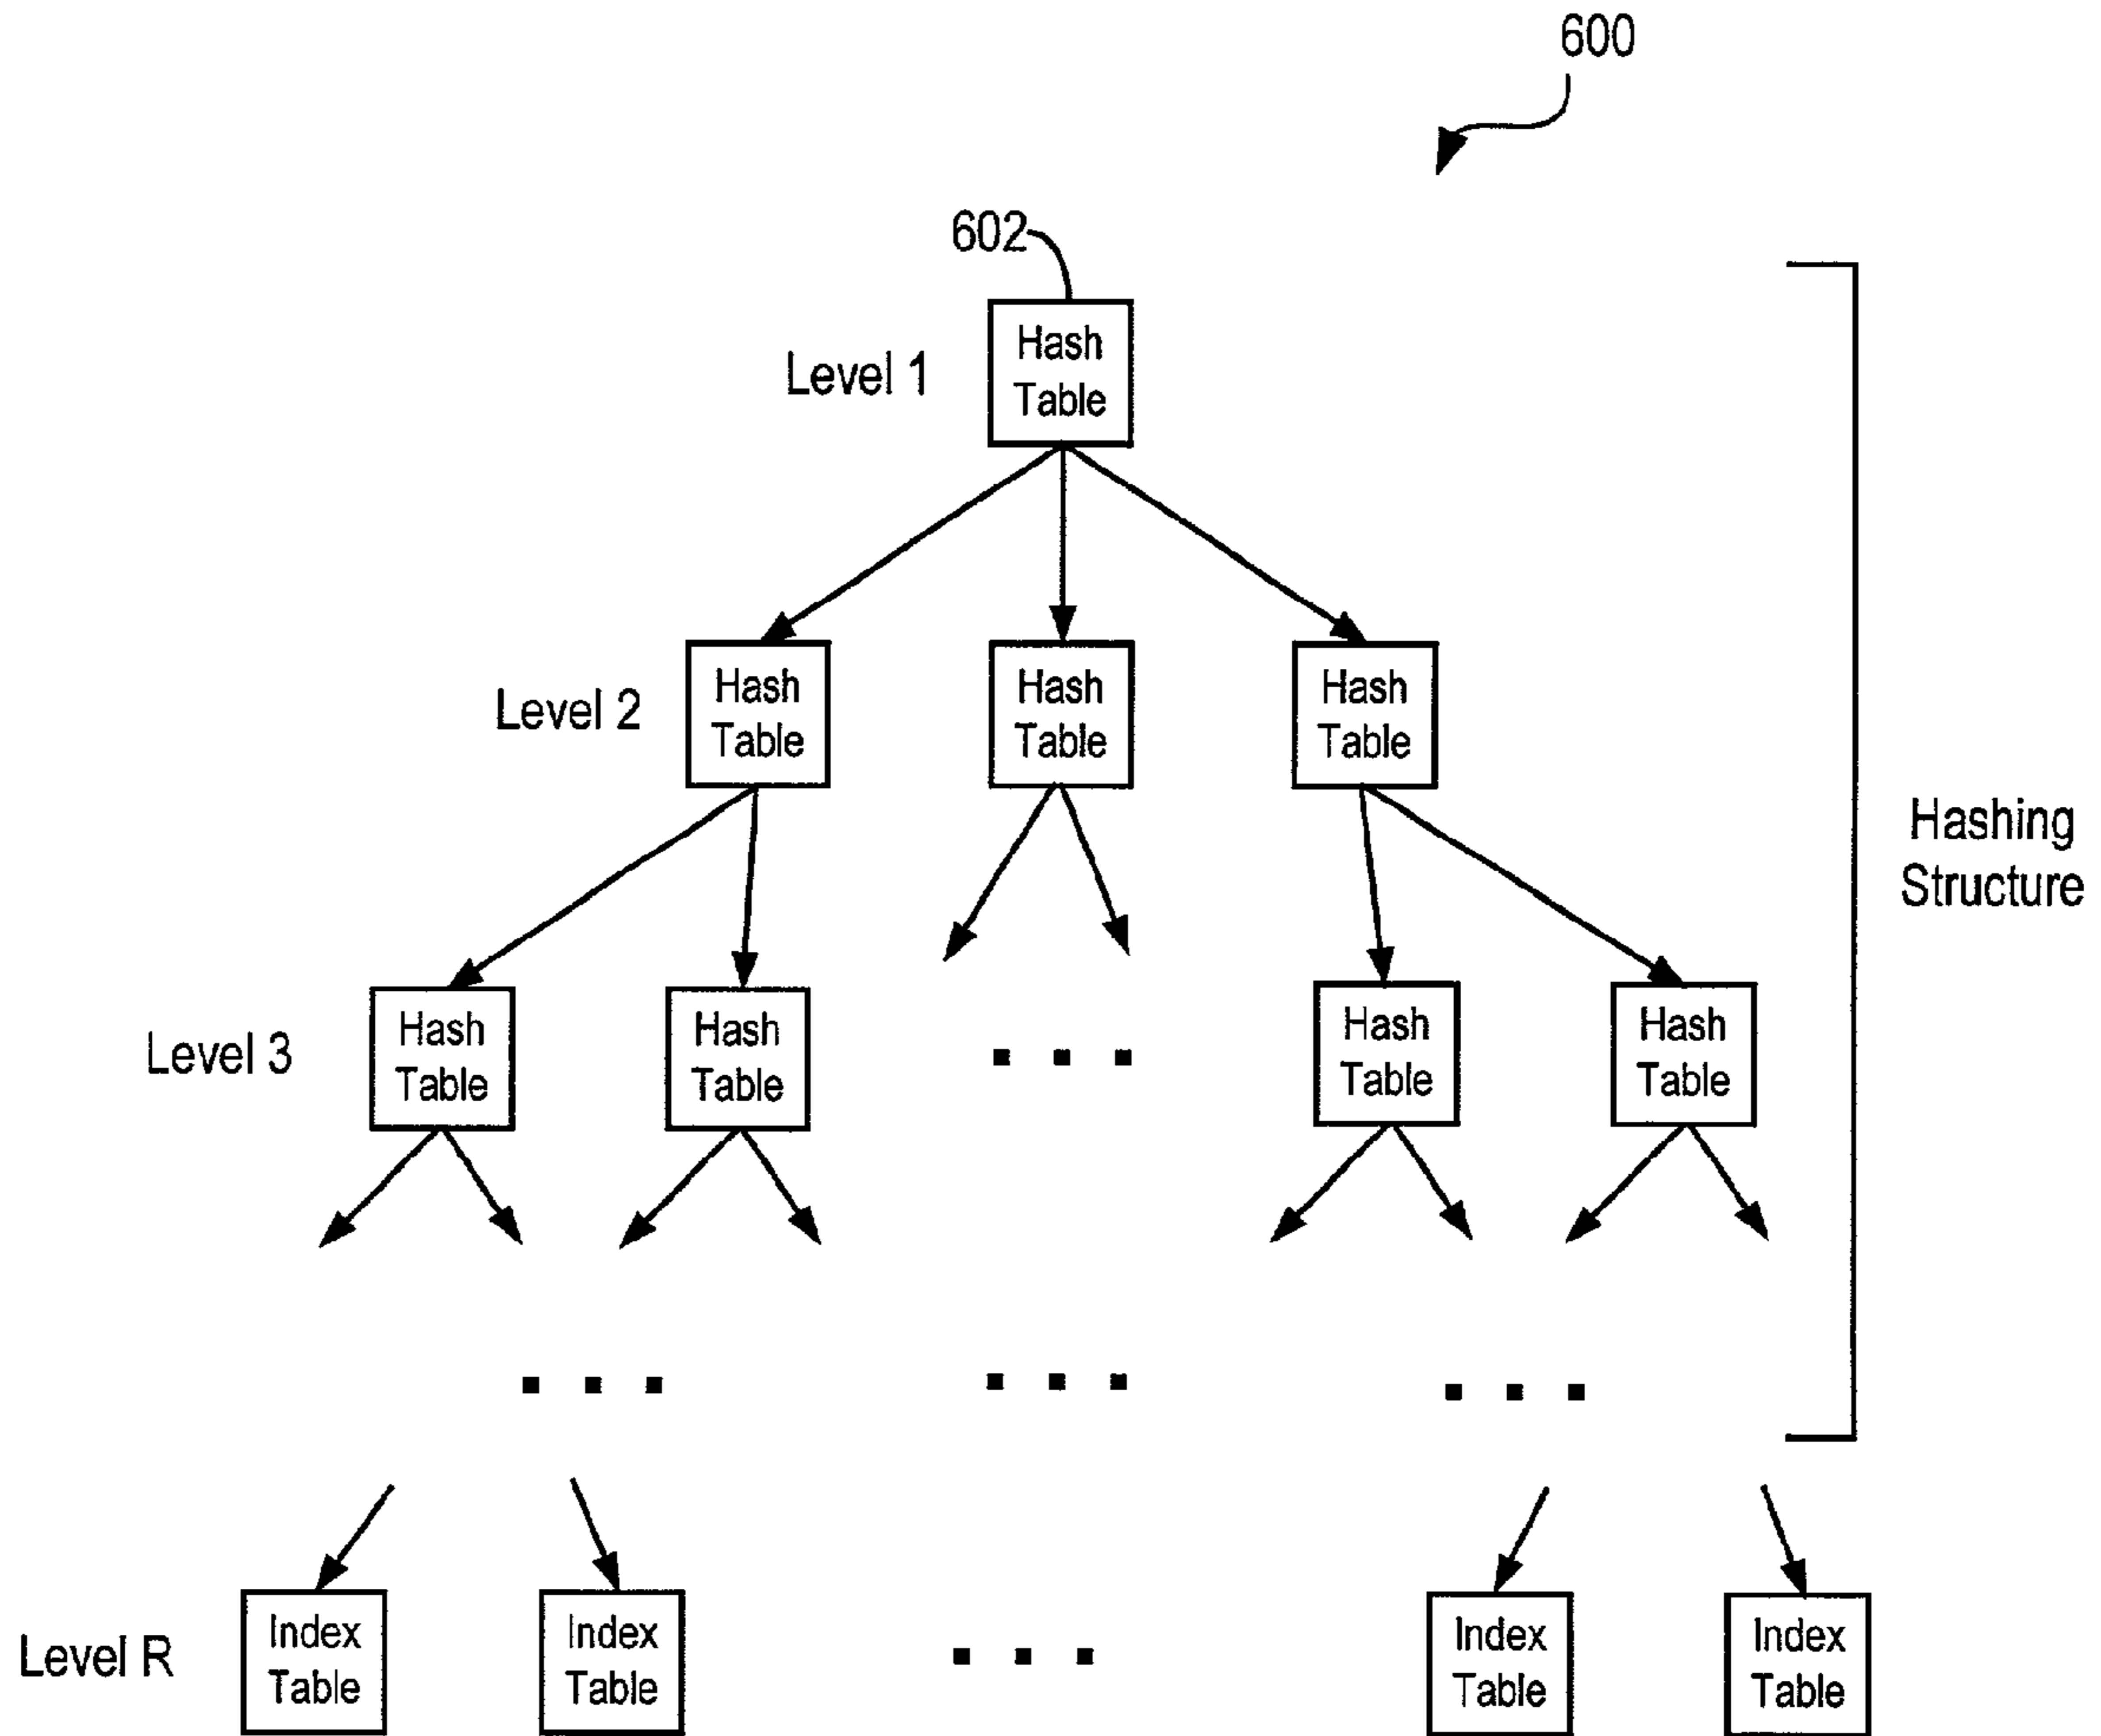 600
602
Level 1
Hash
Table
Level 2
Hash
Table
Hash
Table
Hash
Table
Hashing
Structure
Level 3
Hash
Table
Hash
Table
Hash
Table
Hash
Table
Level R
Index
Table
Index
Table
Index
Table
Index
Table